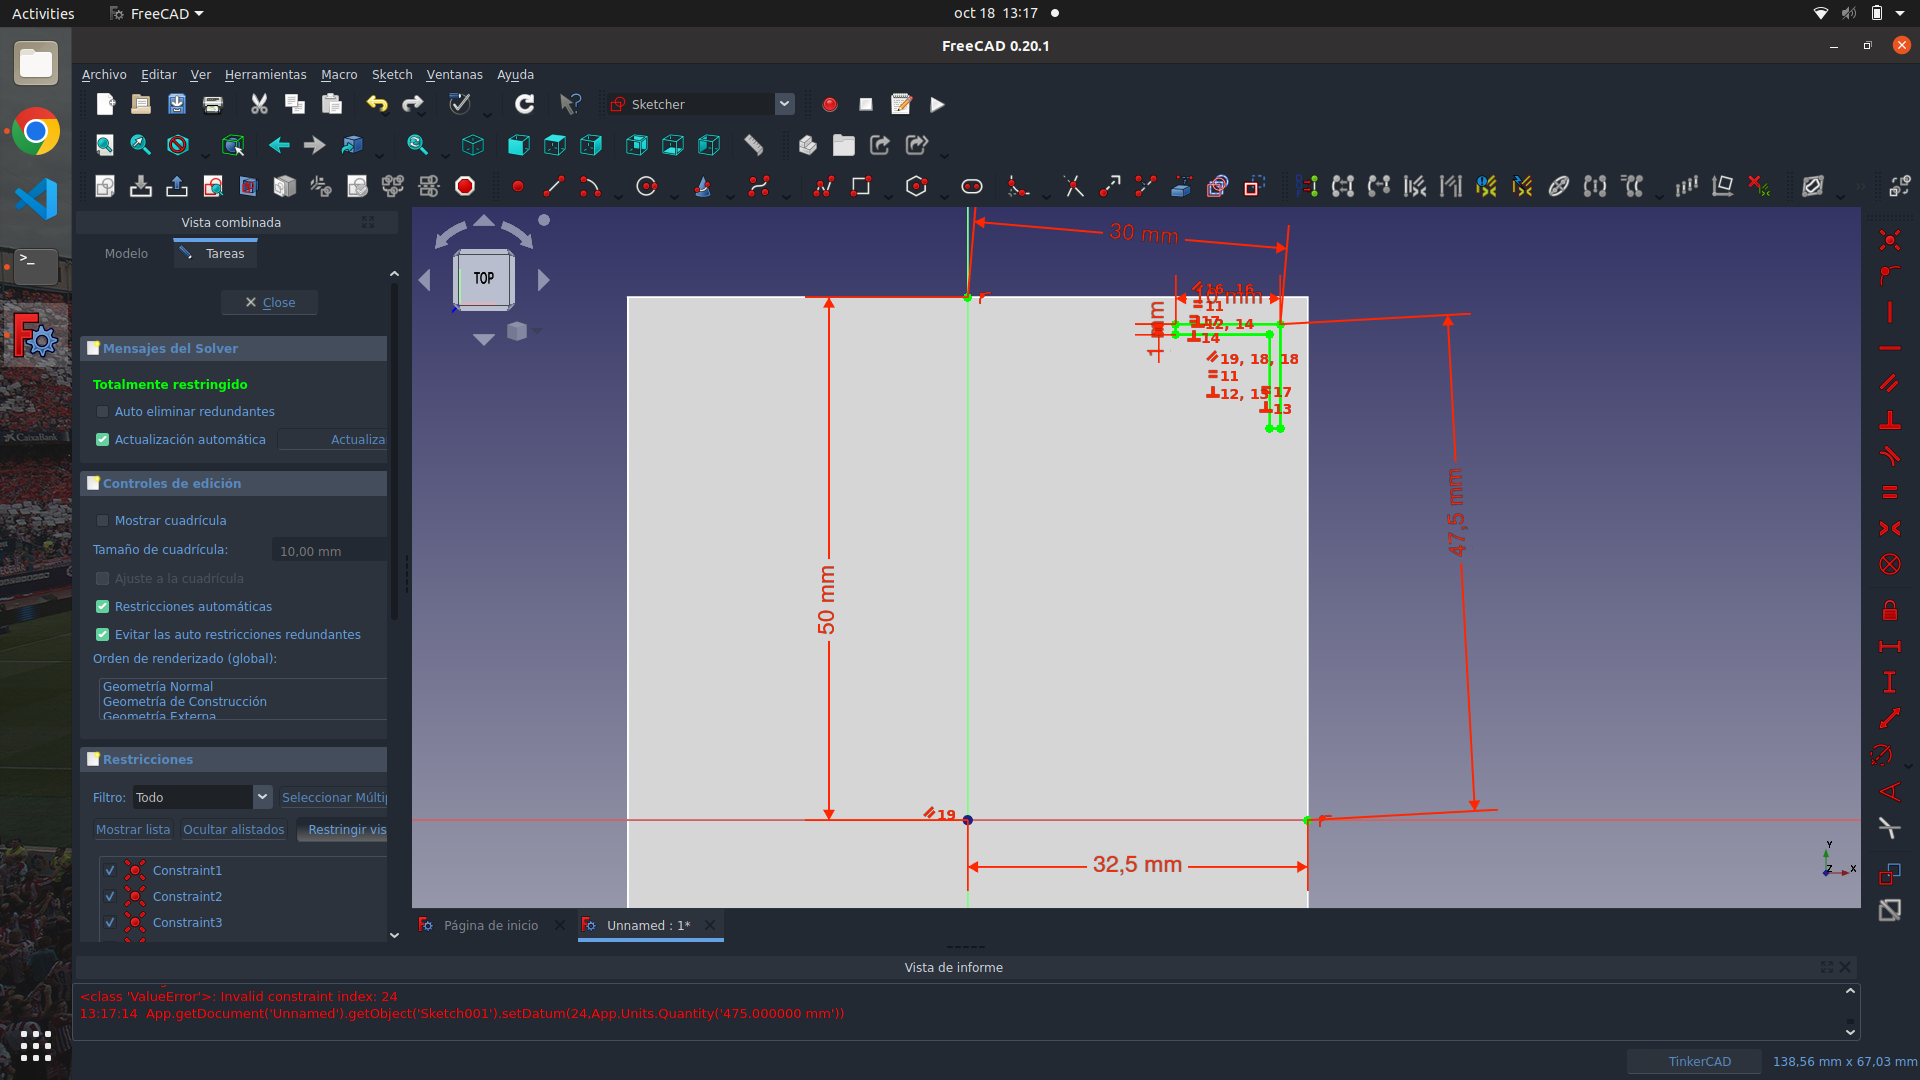 Activities
FreeCAD
oct 18 13:17
FreeCAD 0.20.1
Archivo Editar Ver Herramientas Macro Sketch Ventanas Ayuda
Sketcher
Vista combinada
Modelo
Tareas
Close
Mensajes del Solver
Totalmente restringido
Auto eliminar redundantes
Actualización automática
Actualiza
Controles de edición
Mostrar cuadrícula
Tamaño de cuadrícula:
10,00 mm
Ajuste a la cuadrícula
Restricciones automáticas
Evitar las auto restricciones redundantes
Orden de renderizado (global):
Geometría Normal
Geometría de Construcción
Geometría Externa
Restricciones
Filtro:
Todo
Seleccionar Múltip
Mostrar lista
Ocultar alistados
Restringir vis
Constraint1
Constraint2
Constraint3
TOP
30 mm
16, 16
10 mm
11
17
12, 14
14
1 mm
19, 18, 18
11
17
12, 15
13
47,5 mm
50 mm
19
32,5 mm
Y
Z
X
Página de inicio
Unnamed : 1*
Vista de informe
<class 'ValueError'>: Invalid constraint index: 24
13:17:14 App.getDocument('Unnamed').getObject('Sketch001').setDatum(24,App.Units.Quantity('475.000000 mm'))
TinkerCAD
138,56 mm x 67,03 mm
CaixaBank